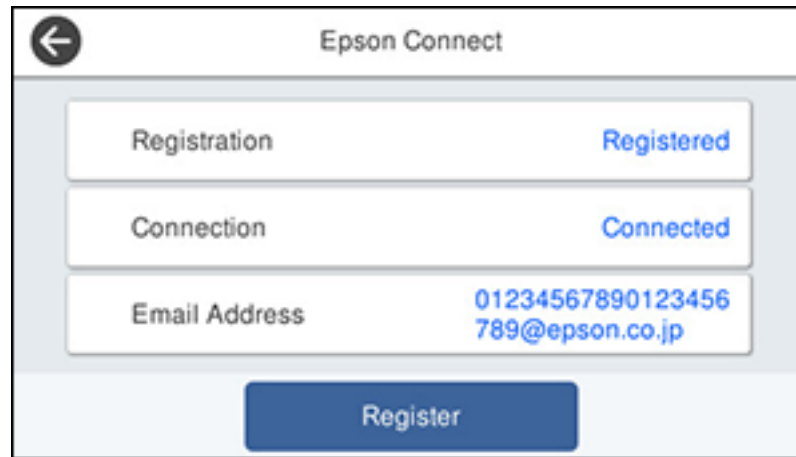 Epson Connect
Registration Registered
Connection Connected
Email Address 01234567890123456
789@epson.co.jp
Register